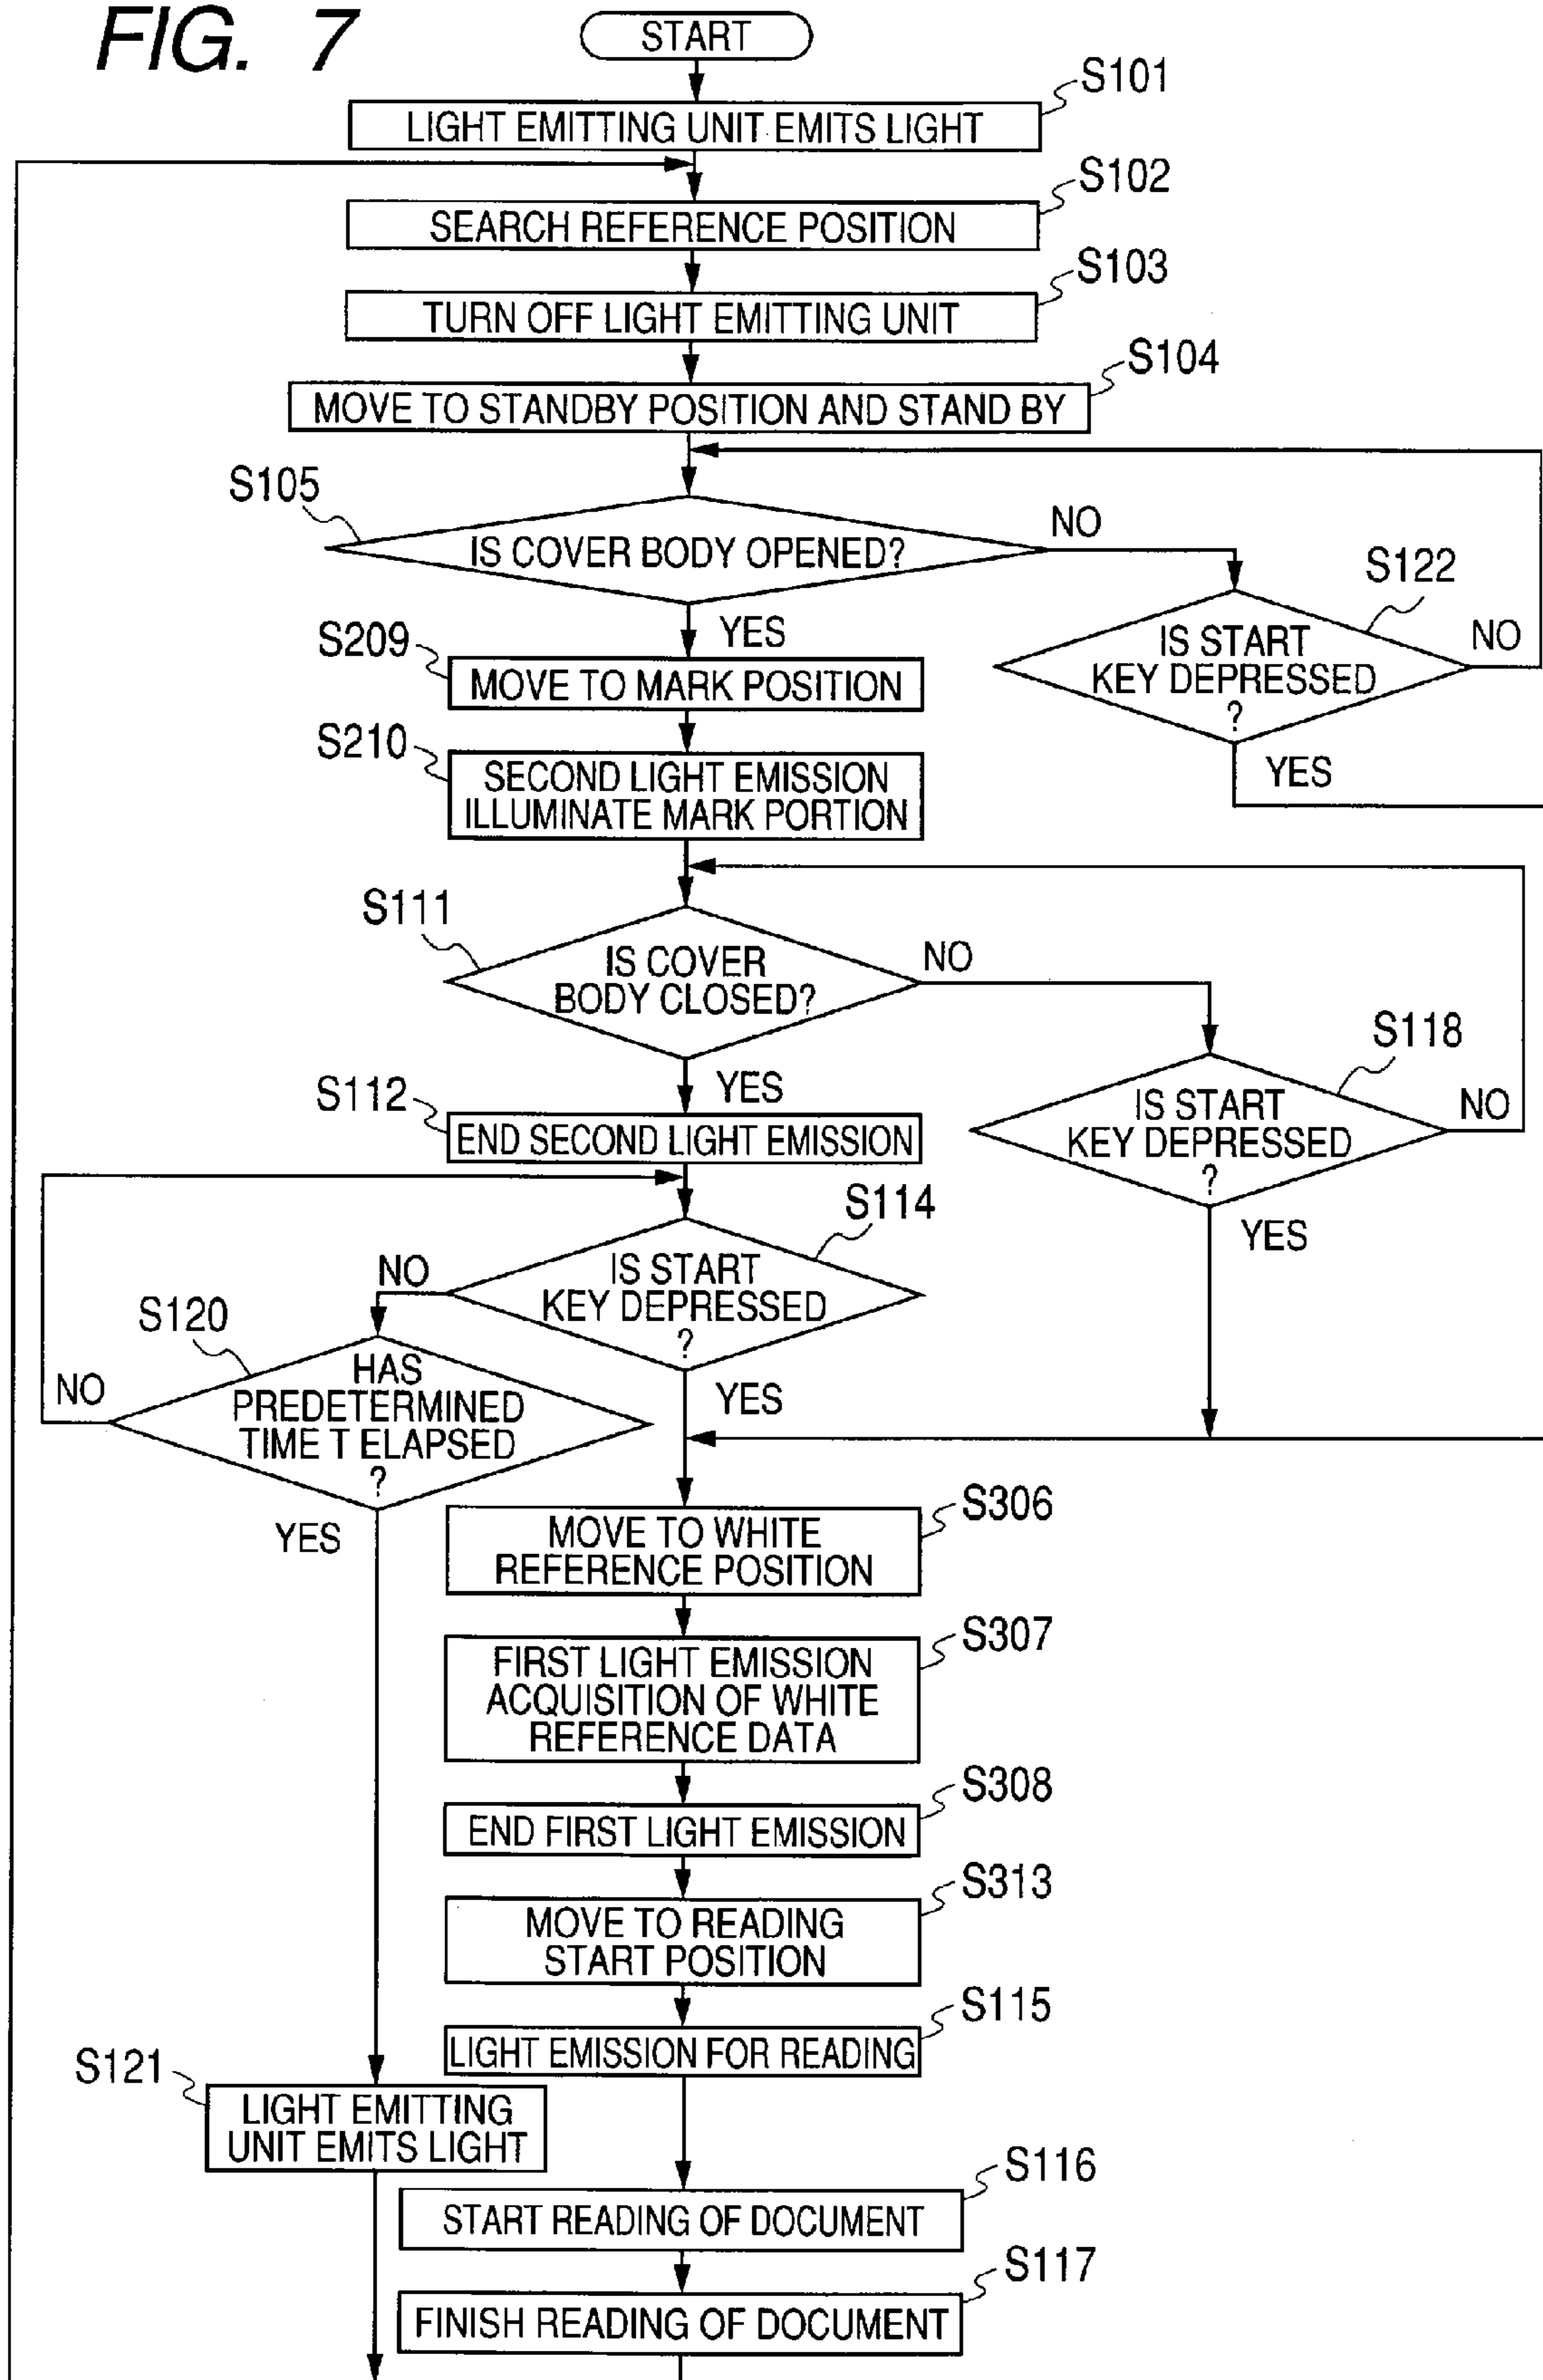 FIG. 7
START
S101
LIGHT EMITTING UNIT EMITS LIGHT
S102
SEARCH REFERENCE POSITION
S103
TURN OFF LIGHT EMITTING UNIT
S104
MOVE TO STANDBY POSITION AND STAND BY
S105
IS COVER BODY OPENED?
NO
YES
S122
IS START
KEY DEPRESSED
?
NO
YES
S209
MOVE TO MARK POSITION
S210
SECOND LIGHT EMISSION
ILLUMINATE MARK PORTION
S111
IS COVER
BODY CLOSED?
NO
YES
S118
IS START
KEY DEPRESSED
?
NO
YES
S112
END SECOND LIGHT EMISSION
S114
IS START
KEY DEPRESSED
?
NO
YES
S120
HAS
PREDETERMINED
TIME T ELAPSED
?
NO
YES
S306
MOVE TO WHITE
REFERENCE POSITION
S307
FIRST LIGHT EMISSION
ACQUISITION OF WHITE
REFERENCE DATA
S308
END FIRST LIGHT EMISSION
S313
MOVE TO READING
START POSITION
S115
LIGHT EMISSION FOR READING
S121
LIGHT EMITTING
UNIT EMITS LIGHT
S116
START READING OF DOCUMENT
S117
FINISH READING OF DOCUMENT